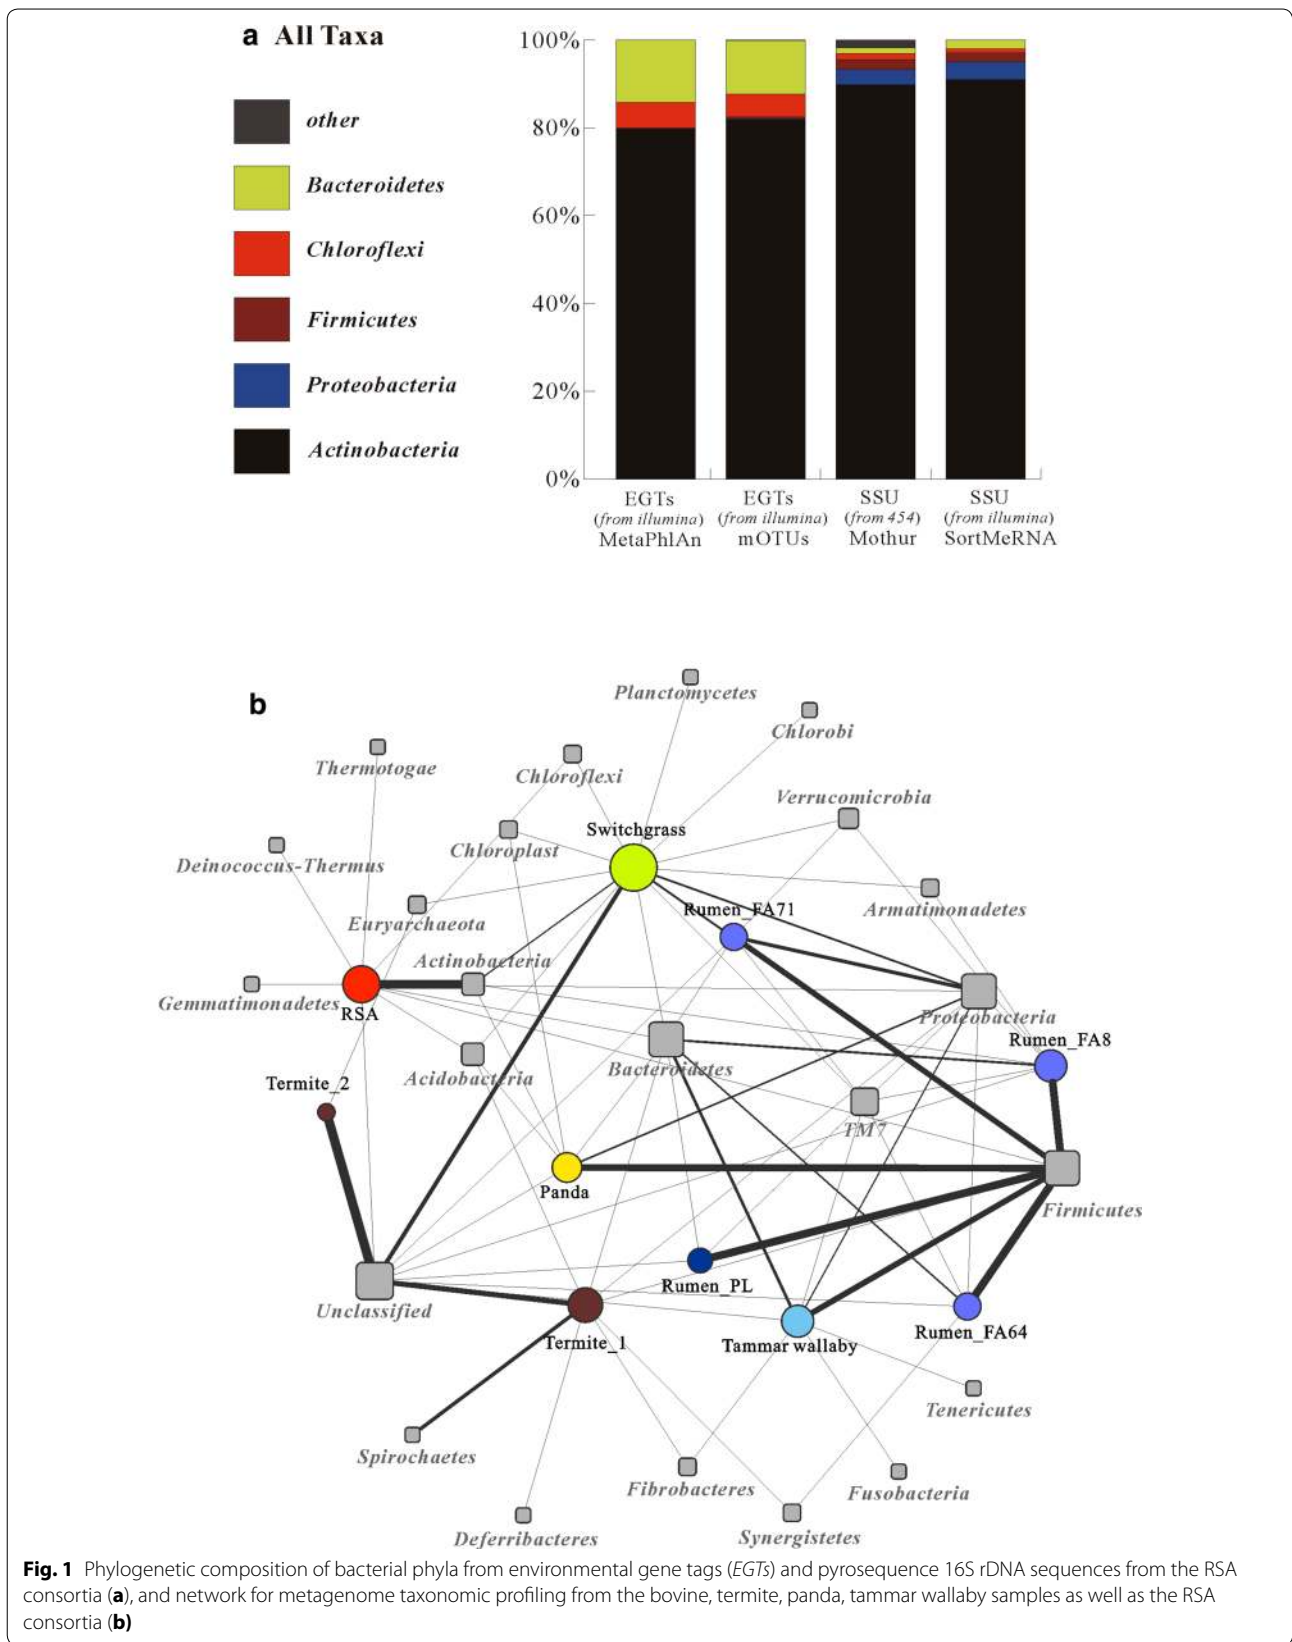 a All Taxa
other
Bacteroidetes
Chloroflexi
Firmicutes
Proteobacteria
Actinobacteria
100%
80%
60%
40%
20%
0%
EGTs
(from illumina)
MetaPhlAn
EGTs
(from illumina)
mOTUs
SSU
(from 454)
Mothur
SSU
(from illumina)
SortMeRNA
b
Planctomycetes
Chlorobi
Thermotogae
Chloroflexi
Verrucomicrobia
Switchgrass
Chloroplast
Deinococcus-Thermus
Rumen_FA71
Armatimonadetes
Euryarchaeota
Actinobacteria
Gemmatimonadetes
RSA
Proteobacteria
Rumen_FA8
Bacteroidetes
Acidobacteria
Termite_2
TM7
Panda
Firmicutes
Rumen_PL
Unclassified
Termite_1
Tammar wallaby
Rumen_FA64
Tenericutes
Spirochaetes
Fibrobacteres
Fusobacteria
Deferribacteres
Synergistetes
Fig. 1 Phylogenetic composition of bacterial phyla from environmental gene tags (EGTs) and pyrosequence 16S rDNA sequences from the RSA
consortia (a), and network for metagenome taxonomic profiling from the bovine, termite, panda, tammar wallaby samples as well as the RSA
consortia (b)